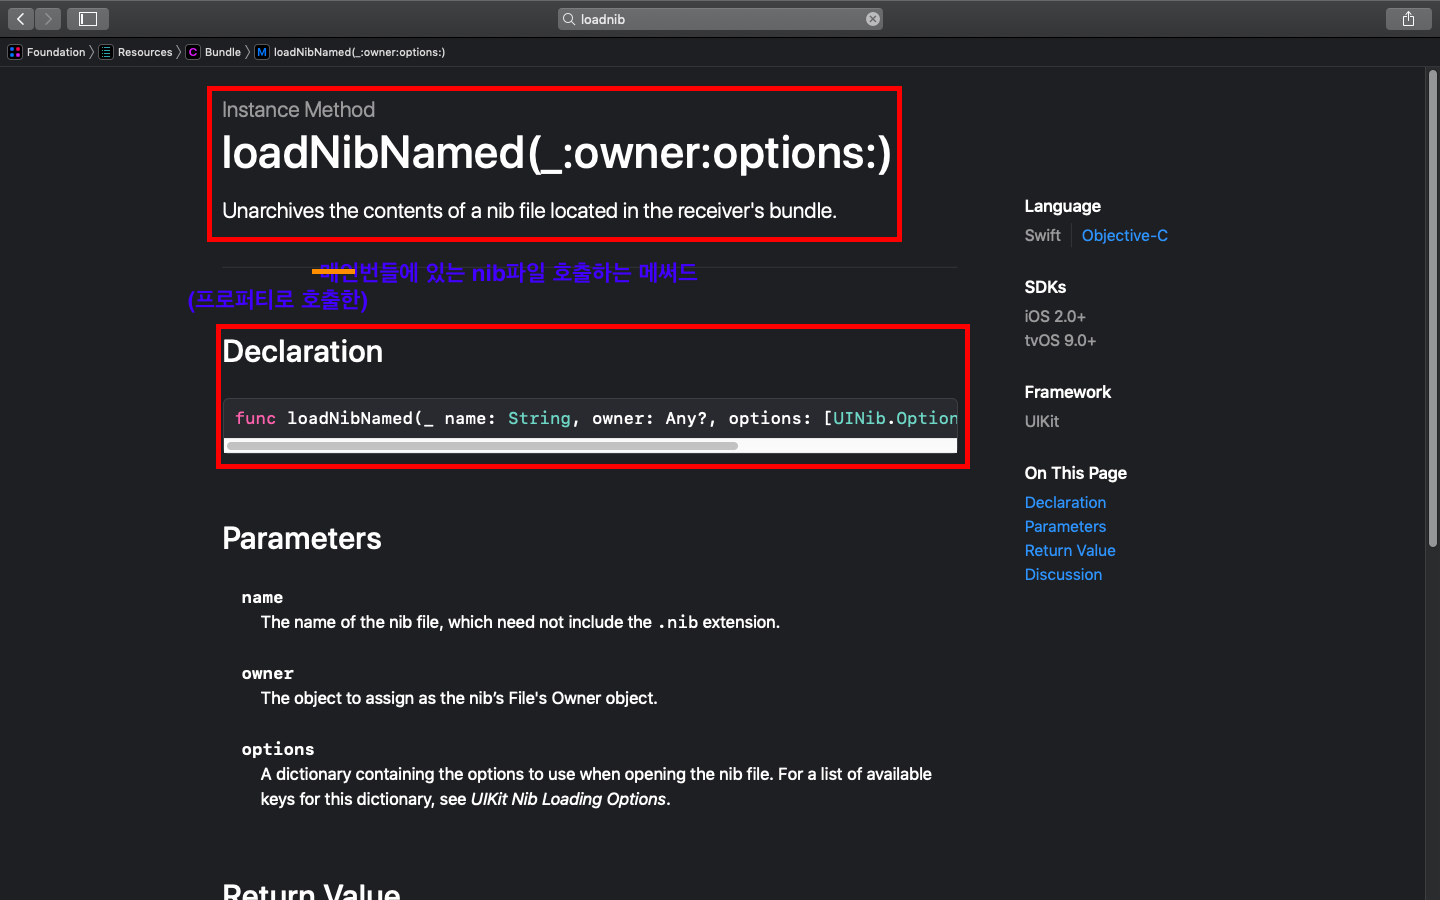 loadnib
Foundation
Resources
Bundle
loadNibNamed(_:owner:options:)
Instance Method
loadNibNamed(_:owner:options:)
Unarchives the contents of a nib file located in the receiver's bundle.
메인번들에 있는 nib파일 호출하는 메써드
(프로퍼티로 호출한)
Declaration
func loadNibNamed(_ name: String, owner: Any?, options: [UINib.Option
Parameters
name
The name of the nib file, which need not include the .nib extension.
owner
The object to assign as the nib’s File's Owner object.
options
A dictionary containing the options to use when opening the nib file. For a list of available
keys for this dictionary, see UIKit Nib Loading Options.
Return Value
Language
Swift Objective-C
SDKs
iOS 2.0+
tvOS 9.0+
Framework
UIKit
On This Page
Declaration
Parameters
Return Value
Discussion